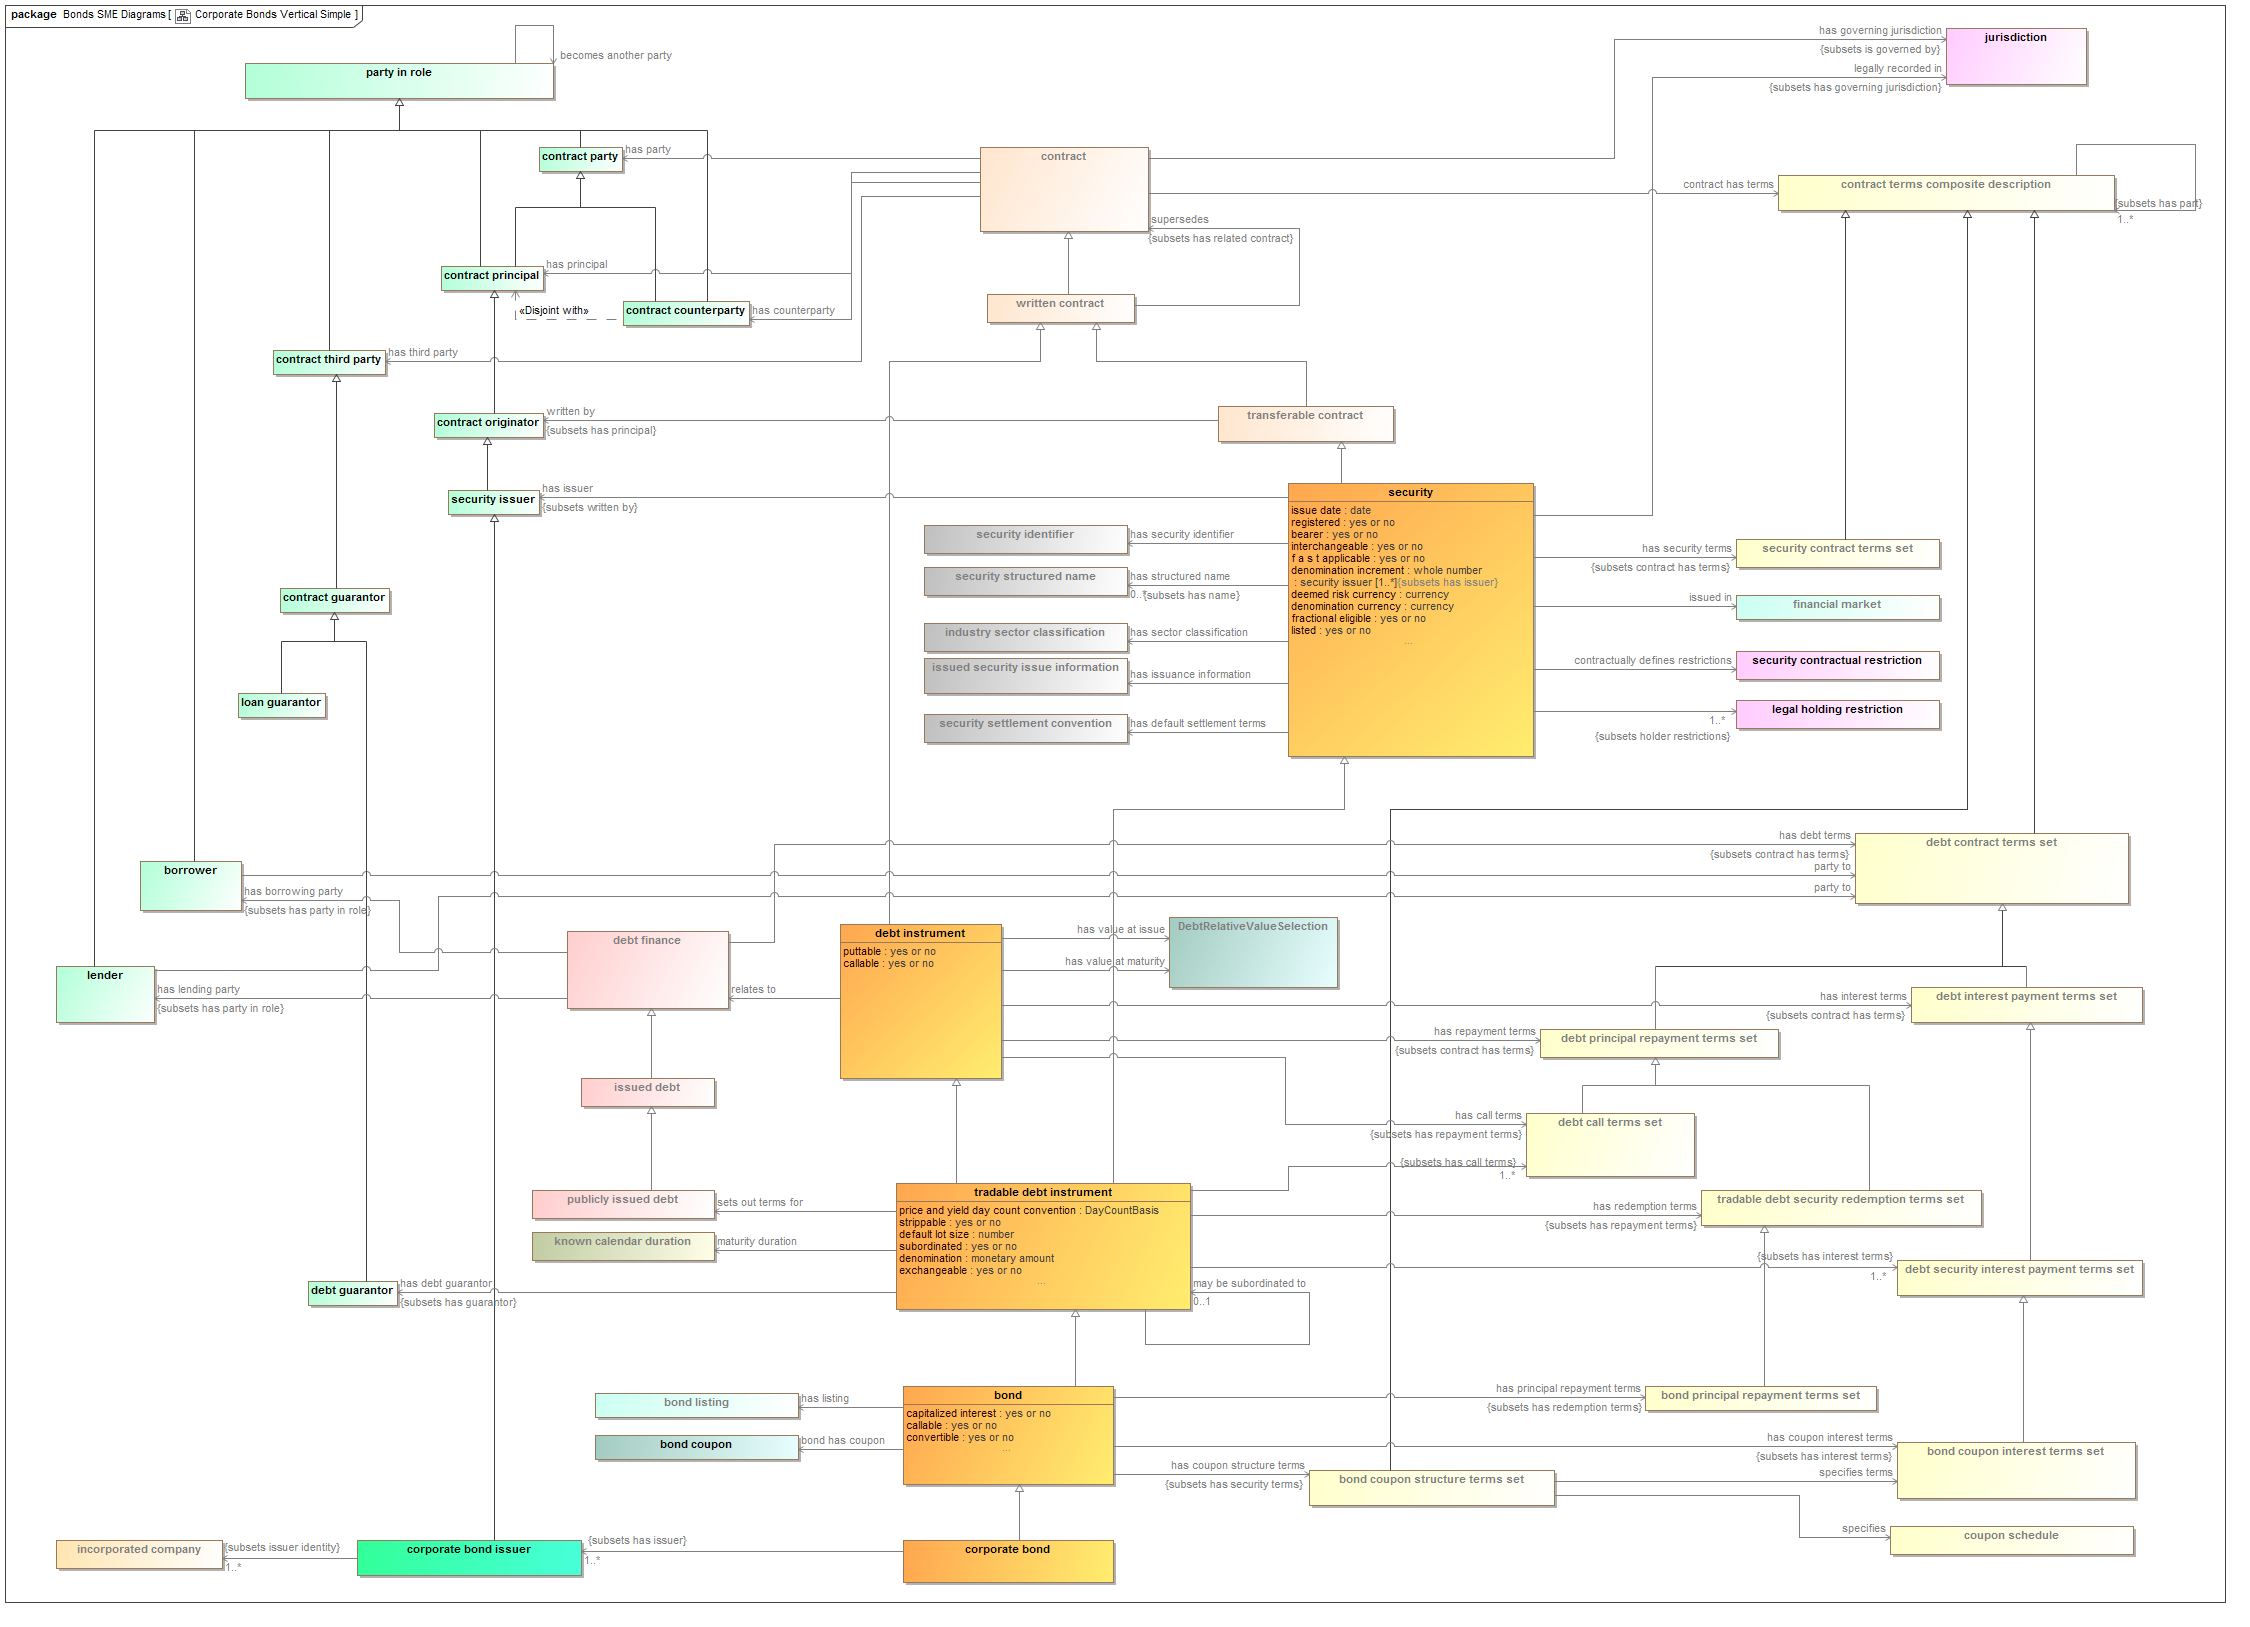 package Bonds SME Diagrams [ Corporate Bonds Vertical Simple ]
becomes another party
party in role
has governing jurisdiction
{subsets is governed by}
legally recorded in
{subsets has governing jurisdiction}
jurisdiction
contract party
has party
contract
contract has terms
contract terms composite description
{subsets has part}
1..*
supersedes
{subsets has related contract}
contract principal
has principal
«Disjoint with»
contract counterparty
has counterparty
written contract
contract third party
has third party
contract originator
written by
{subsets has principal}
transferable contract
security issuer
has issuer
{subsets written by}
security
issue date : date
registered : yes or no
bearer : yes or no
interchangeable : yes or no
f a s t applicable : yes or no
denomination increment : whole number
: security issuer [1..*]{subsets has issuer}
deemed risk currency : currency
denomination currency : currency
fractional eligible : yes or no
listed : yes or no
...
security identifier
has security identifier
security structured name
has structured name
0..*
{subsets has name}
industry sector classification
has sector classification
issued security issue information
has issuance information
security settlement convention
has default settlement terms
has security terms
{subsets contract has terms}
security contract terms set
issued in
financial market
contractually defines restrictions
security contractual restriction
1..*
{subsets holder restrictions}
legal holding restriction
contract guarantor
loan guarantor
has debt terms
{subsets contract has terms}
party to
party to
debt contract terms set
borrower
has borrowing party
{subsets has party in role}
lender
has lending party
{subsets has party in role}
debt finance
relates to
debt instrument
puttable : yes or no
callable : yes or no
has value at issue
has value at maturity
DebtRelativeValueSelection
has interest terms
{subsets contract has terms}
debt interest payment terms set
has repayment terms
{subsets contract has terms}
debt principal repayment terms set
issued debt
has call terms
{subsets has repayment terms}
debt call terms set
{subsets has call terms}
1..*
publicly issued debt
sets out terms for
known calendar duration
maturity duration
tradable debt instrument
price and yield day count convention : DayCountBasis
strippable : yes or no
default lot size : number
subordinated : yes or no
denomination : monetary amount
exchangeable : yes or no
...
has redemption terms
{subsets has repayment terms}
tradable debt security redemption terms set
{subsets has interest terms}
1..*
debt security interest payment terms set
debt guarantor
has debt guarantor
{subsets has guarantor}
may be subordinated to
0..1
bond listing
has listing
bond coupon
bond has coupon
bond
capitalized interest : yes or no
callable : yes or no
convertible : yes or no
...
has principal repayment terms
{subsets has redemption terms}
bond principal repayment terms set
has coupon interest terms
{subsets has interest terms}
specifies terms
bond coupon interest terms set
has coupon structure terms
{subsets has security terms}
bond coupon structure terms set
specifies
coupon schedule
incorporated company
{subsets issuer identity}
1..*
corporate bond issuer
{subsets has issuer}
1..*
corporate bond